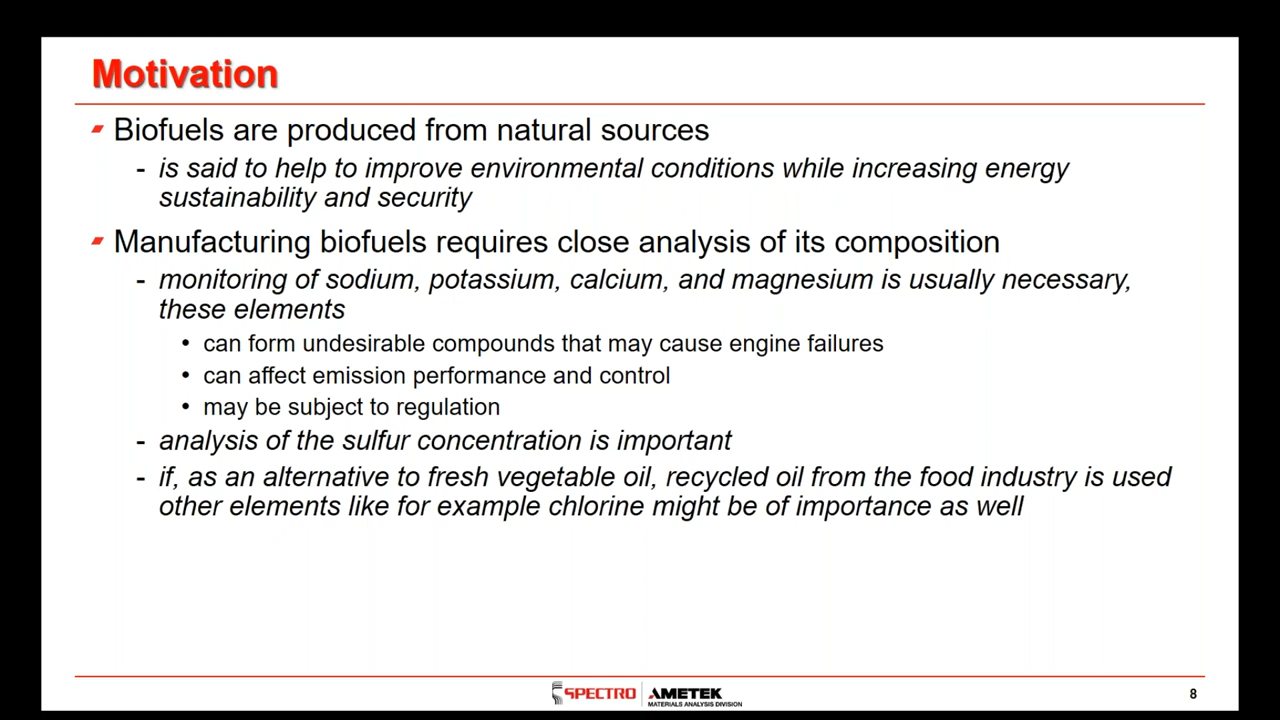 Motivation
Biofuels are produced from natural sources
- is said to help to improve environmental conditions while increasing energy
sustainability and security
Manufacturing biofuels requires close analysis of its composition
- monitoring of sodium, potassium, calcium, and magnesium is usually necessary,
these elements
• can form undesirable compounds that may cause engine failures
• can affect emission performance and control
• may be subject to regulation
- analysis of the sulfur concentration is important
- if, as an alternative to fresh vegetable oil, recycled oil from the food industry is used
other elements like for example chlorine might be of importance as well
SPECTRO AMETEK
MATERIALS ANALYSIS DIVISION
8